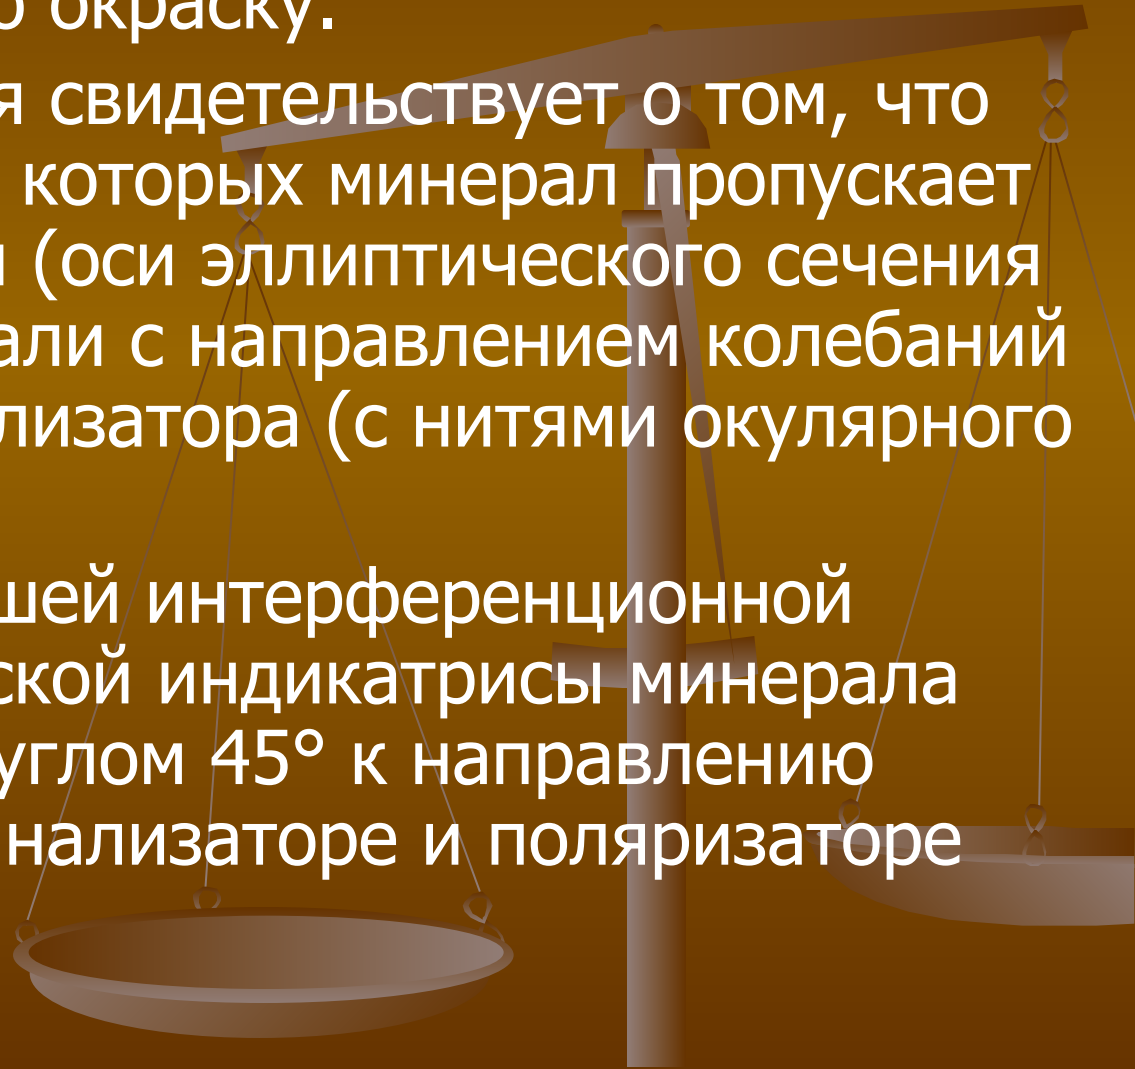 о окраску.
я свидетельствует о том, что
которых минерал пропускает
и (оси эллиптического сечения
али с направлением колебаний
лизатора (с нитями окулярного
шей интерференционной
ской индикатрисы минерала
углом 45° к направлению
нализаторе и поляризаторе